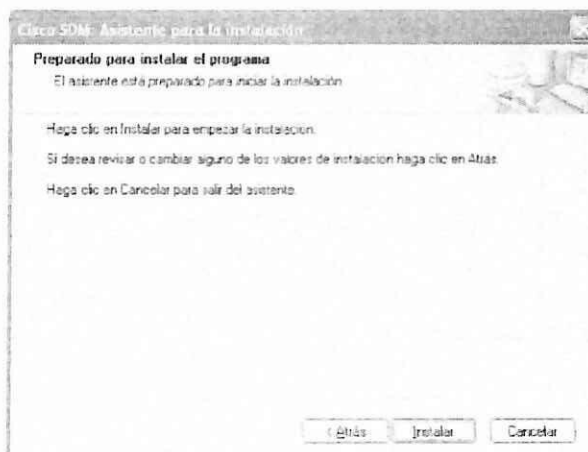 Cisco SDM: Asistente para la instalación
Preparado para instalar el programa
El asistente está preparado para iniciar la instalación.
Haga clic en Instalar para empezar la instalación.
Si desea revisar o cambiar alguno de los valores de instalación haga clic en Atrás.
Haga clic en Cancelar para salir del asistente.
< Atrás Instalar Cancelar